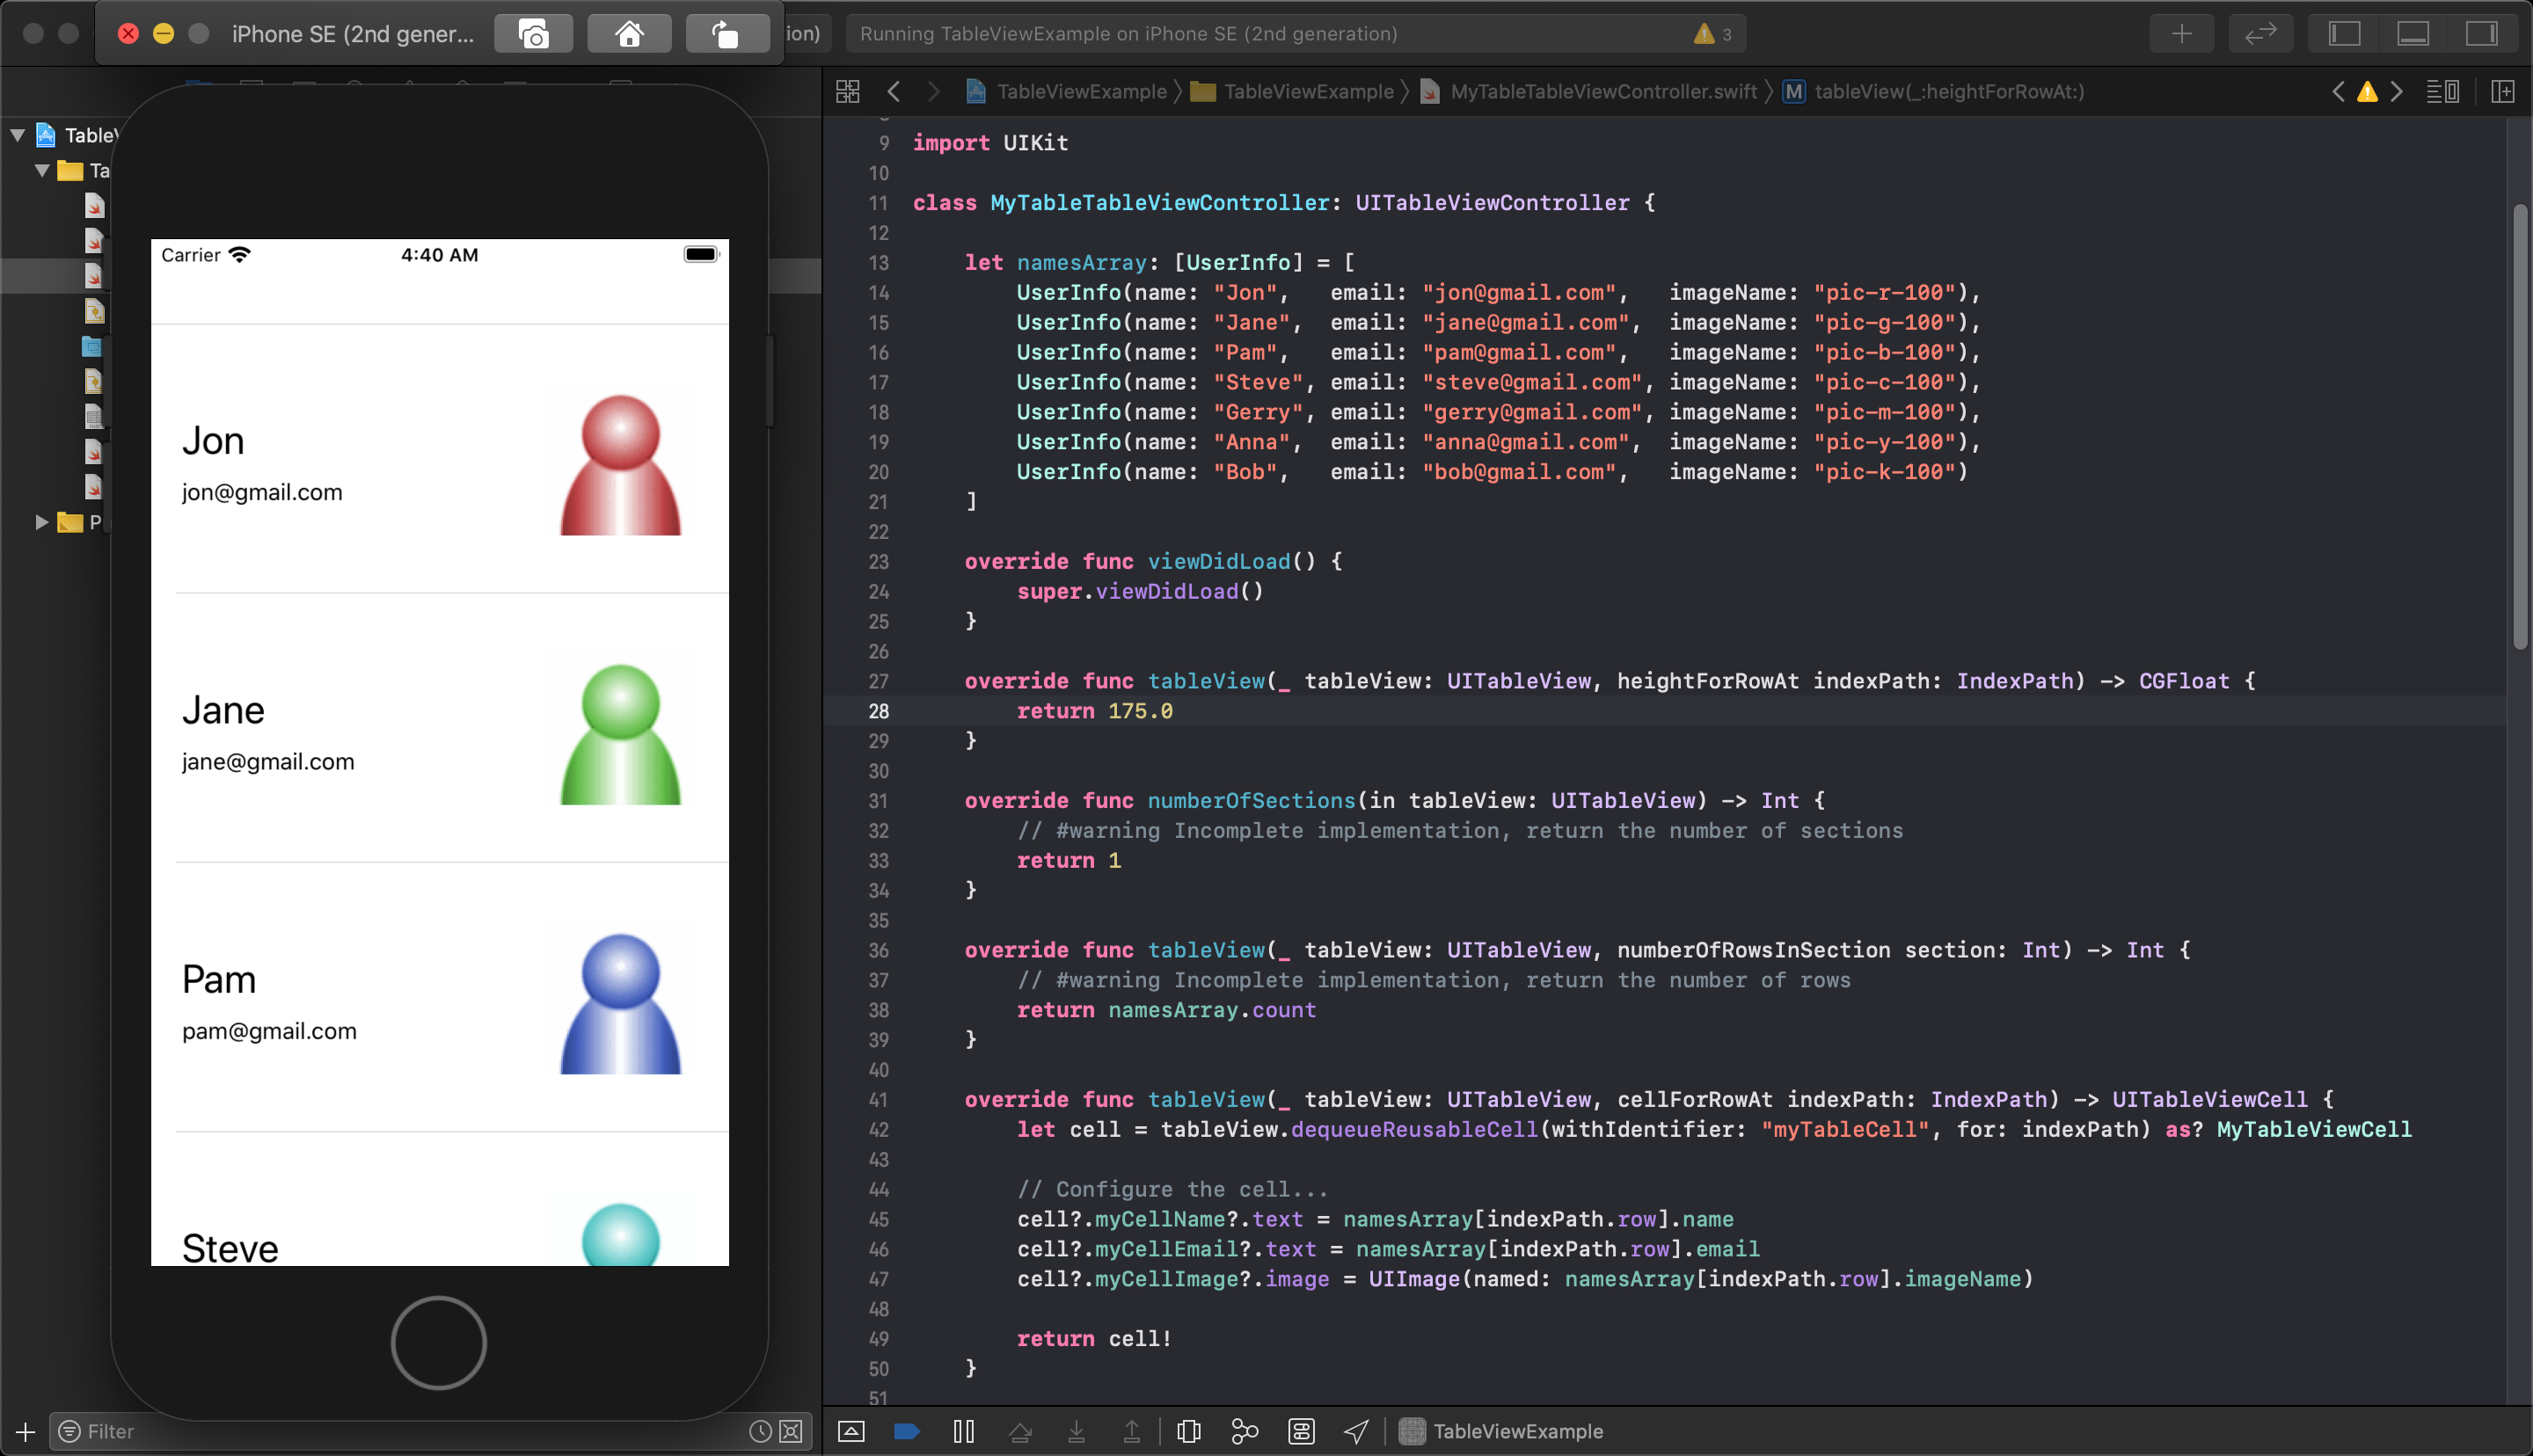 iPhone SE (2nd gener...
ion)
Running TableViewExample on iPhone SE (2nd generation)
3
TableViewExample
TableViewExample
MyTableTableViewController.swift
M
tableView(_:heightForRowAt:)
TableV
Ta
P
Carrier
4:40 AM
Jon
jon@gmail.com
Jane
jane@gmail.com
Pam
pam@gmail.com
Steve
9 import UIKit
10
11 class MyTableTableViewController: UITableViewController {
12
13     let namesArray: [UserInfo] = [
14         UserInfo(name: "Jon",   email: "jon@gmail.com",   imageName: "pic-r-100"),
15         UserInfo(name: "Jane",  email: "jane@gmail.com",  imageName: "pic-g-100"),
16         UserInfo(name: "Pam",   email: "pam@gmail.com",   imageName: "pic-b-100"),
17         UserInfo(name: "Steve", email: "steve@gmail.com", imageName: "pic-c-100"),
18         UserInfo(name: "Gerry", email: "gerry@gmail.com", imageName: "pic-m-100"),
19         UserInfo(name: "Anna",  email: "anna@gmail.com",  imageName: "pic-y-100"),
20         UserInfo(name: "Bob",   email: "bob@gmail.com",   imageName: "pic-k-100")
21     ]
22
23     override func viewDidLoad() {
24         super.viewDidLoad()
25     }
26
27     override func tableView(_ tableView: UITableView, heightForRowAt indexPath: IndexPath) -> CGFloat {
28         return 175.0
29     }
30
31     override func numberOfSections(in tableView: UITableView) -> Int {
32         // #warning Incomplete implementation, return the number of sections
33         return 1
34     }
35
36     override func tableView(_ tableView: UITableView, numberOfRowsInSection section: Int) -> Int {
37         // #warning Incomplete implementation, return the number of rows
38         return namesArray.count
39     }
40
41     override func tableView(_ tableView: UITableView, cellForRowAt indexPath: IndexPath) -> UITableViewCell {
42         let cell = tableView.dequeueReusableCell(withIdentifier: "myTableCell", for: indexPath) as? MyTableViewCell
43
44         // Configure the cell...
45         cell?.myCellName?.text = namesArray[indexPath.row].name
46         cell?.myCellEmail?.text = namesArray[indexPath.row].email
47         cell?.myCellImage?.image = UIImage(named: namesArray[indexPath.row].imageName)
48
49         return cell!
50     }
51
Filter
TableViewExample